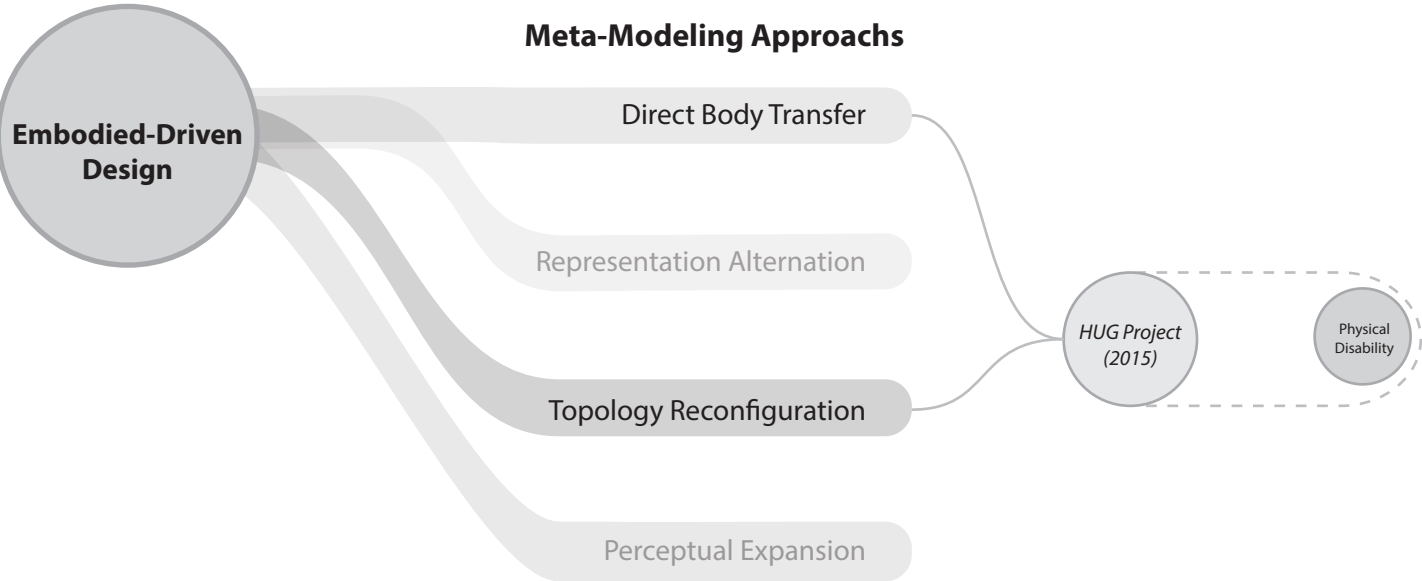 Meta-Modeling Approachs
Embodied-Driven
Design
Direct Body Transfer
Representation Alternation
Topology Reconfiguration
Perceptual Expansion
HUG Project
(2015)
Physical
Disability